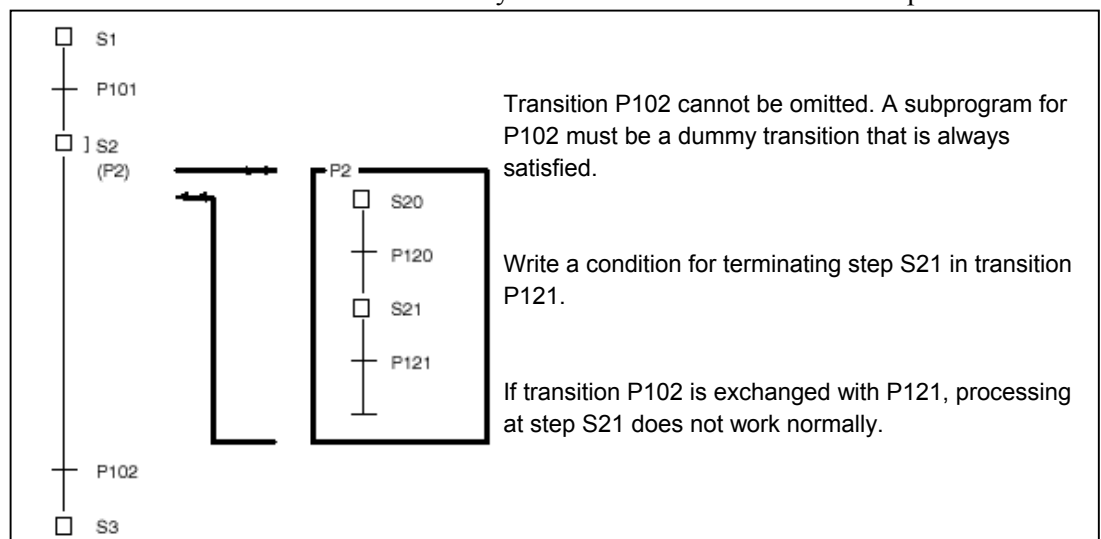 S1
P101
] S2
(P2)
P2
S20
P120
S21
P121
P102
S3
Transition P102 cannot be omitted. A subprogram for
P102 must be a dummy transition that is always
satisfied.
Write a condition for terminating step S21 in transition
P121.
If transition P102 is exchanged with P121, processing
at step S21 does not work normally.